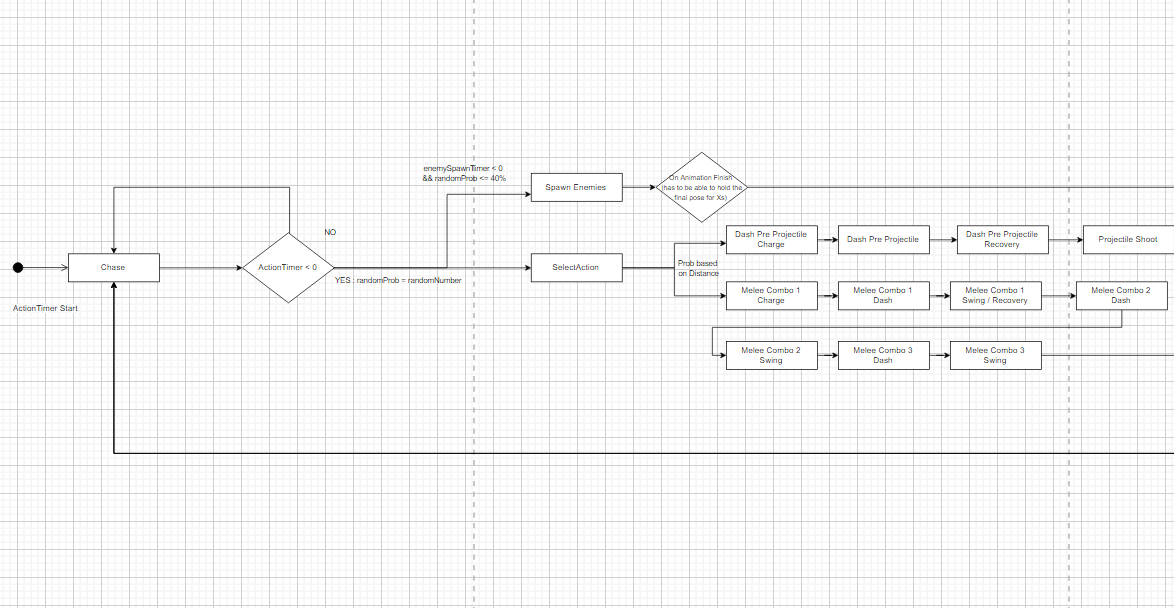 enemySpawnTimer < 0
&& randomProb <= 40%
Spawn Enemies
On Animation Finish
(has to be able to hold the
final pose for Xs)
NO
Chase
ActionTimer < 0
YES : randomProb = randomNumber
ActionTimer Start
SelectAction
Prob based
on Distance
Dash Pre Projectile
Charge
Dash Pre Projectile
Dash Pre Projectile
Recovery
Projectile Shoot
Melee Combo 1
Charge
Melee Combo 1
Dash
Melee Combo 1
Swing / Recovery
Melee Combo 2
Dash
Melee Combo 2
Swing
Melee Combo 3
Dash
Melee Combo 3
Swing